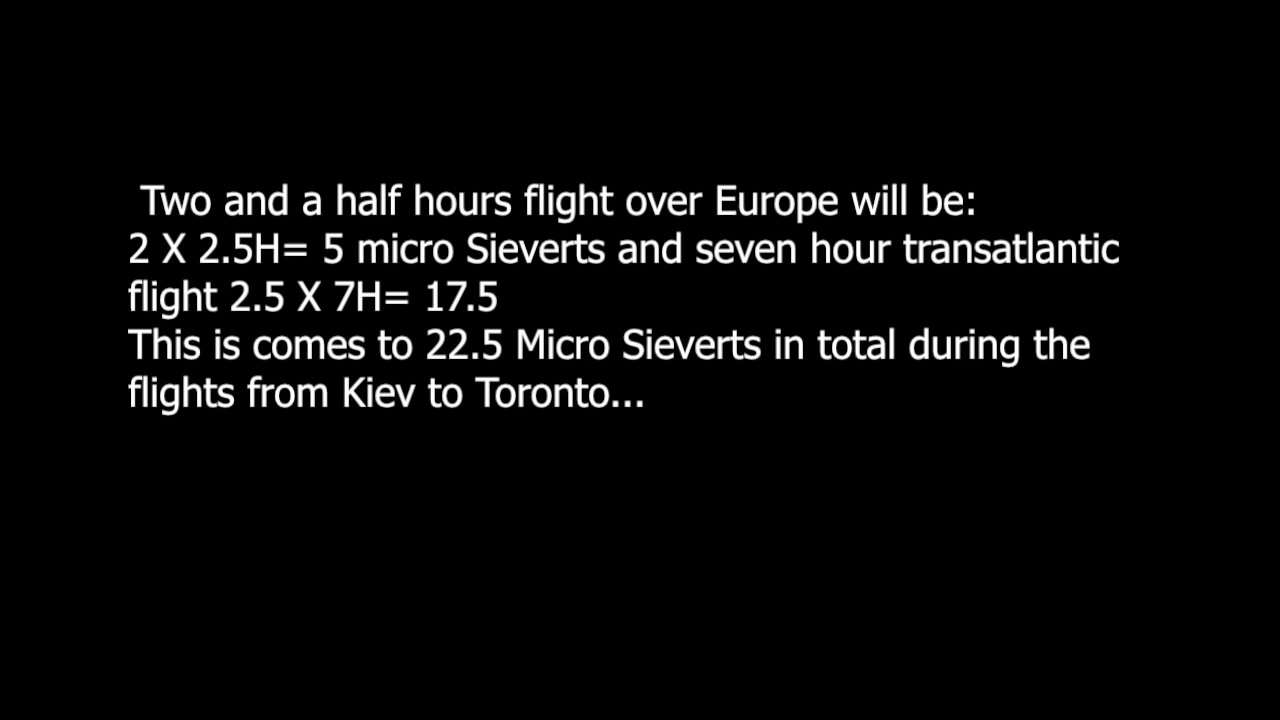 Two and a half hours flight over Europe will be:
2 X 2.5H= 5 micro Sieverts and seven hour transatlantic
flight 2.5 X 7H= 17.5
This is comes to 22.5 Micro Sieverts in total during the
flights from Kiev to Toronto...